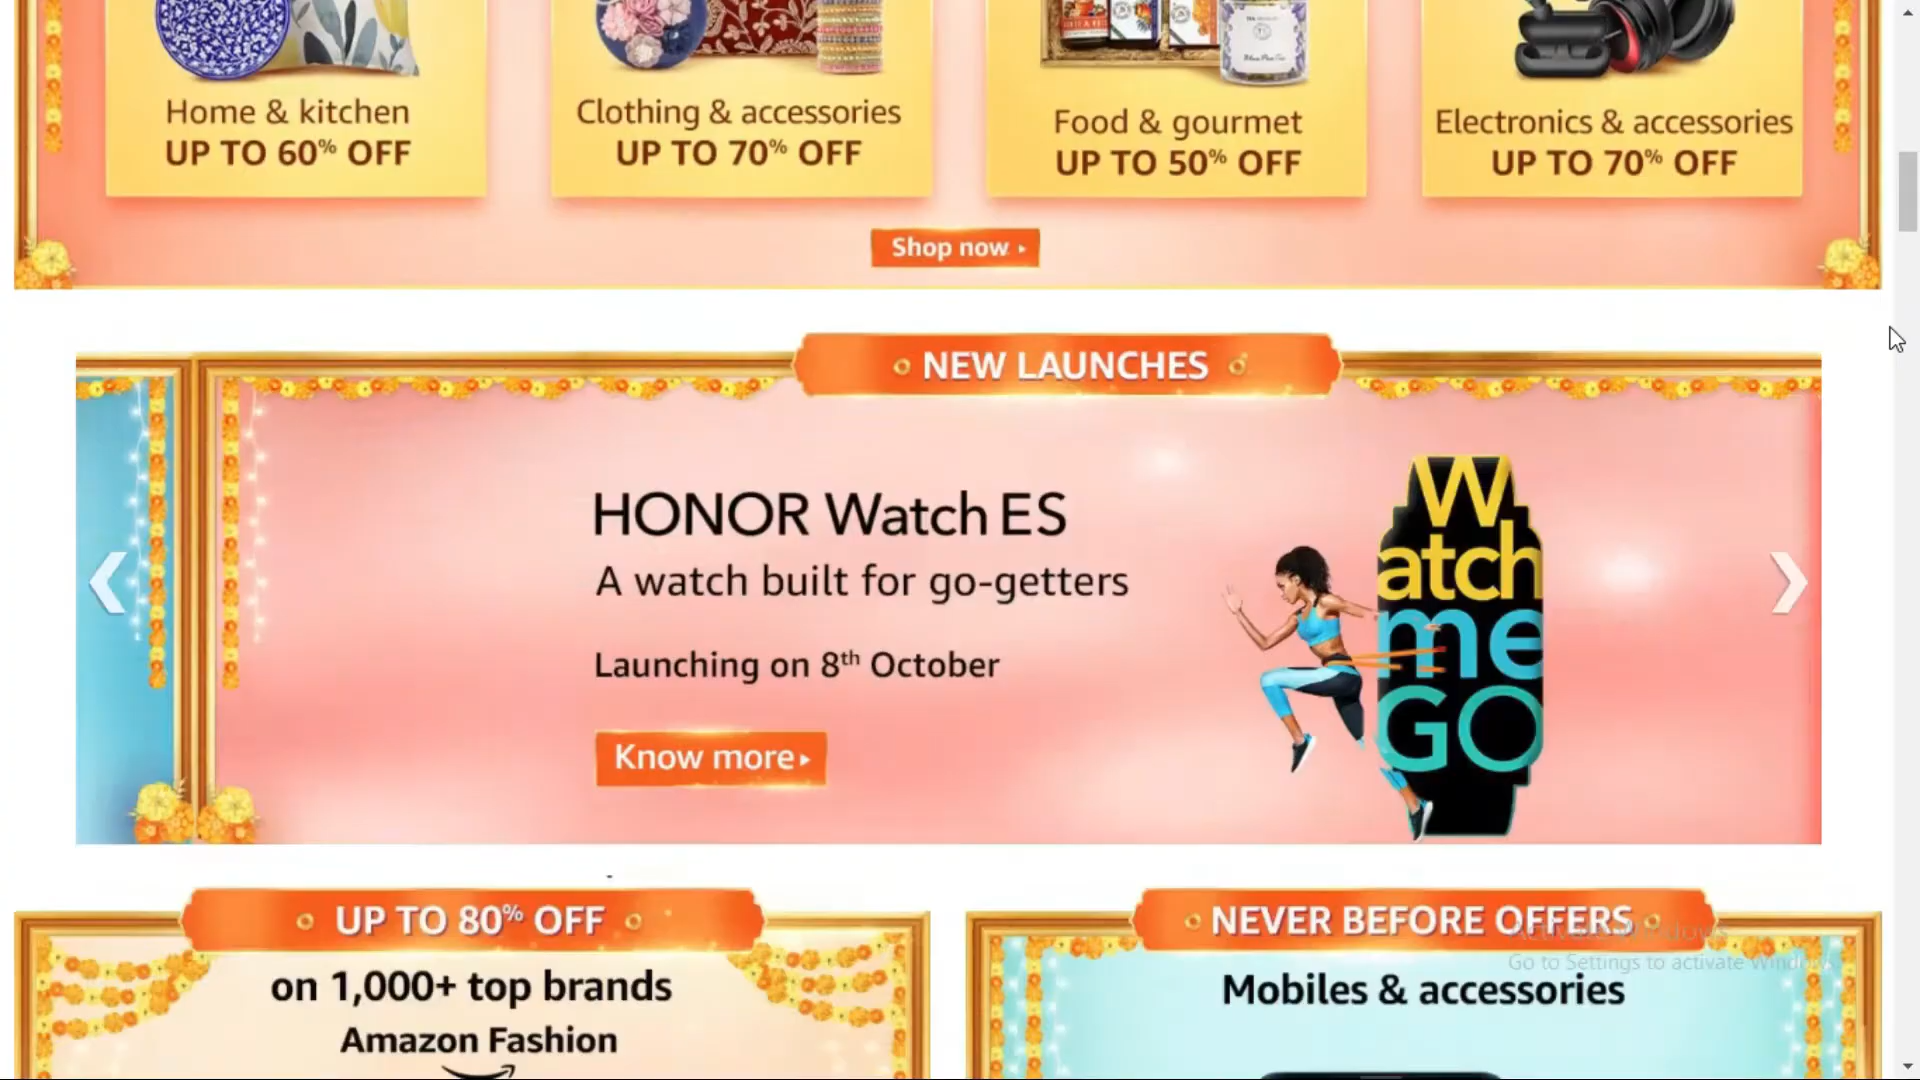 Home & kitchen
UP TO 60% OFF
Clothing & accessories
UP TO 70% OFF
Food & gourmet
UP TO 50% OFF
Electronics & accessories
UP TO 70% OFF
Shop now
NEW LAUNCHES
HONOR Watch ES
A watch built for go-getters
Launching on 8th October
Know more
Watch
me
GO
UP TO 80% OFF
on 1,000+ top brands
Amazon Fashion
NEVER BEFORE OFFERS
Mobiles & accessories
Activate Windows
Go to Settings to activate Windows